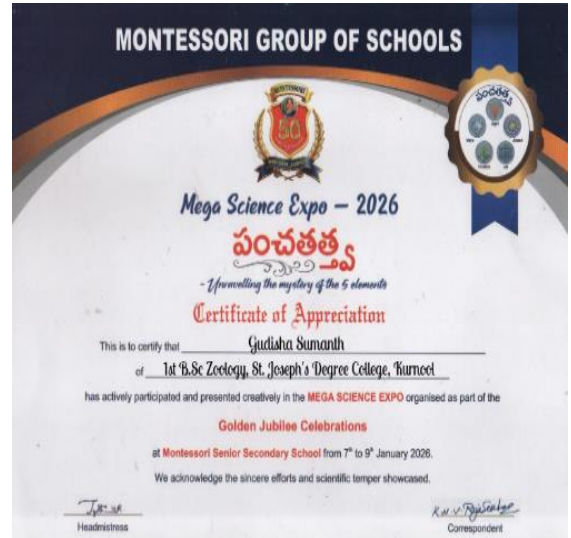 MONTESSORI GROUP OF SCHOOLS
MONTESSORI
50
పంచతత్వ
Mega Science Expo – 2026
పంచతత్వ
- Unravelling the mystery of the 5 elements
Certificate of Appreciation
This is to certify that Gudisha Sumanth
of 1st B.Sc Zoology, St. Joseph's Degree College, Kurnool
has actively participated and presented creatively in the MEGA SCIENCE EXPO organised as part of the
Golden Jubilee Celebrations
at Montessori Senior Secondary School from 7th to 9th January 2026.
We acknowledge the sincere efforts and scientific temper showcased.
Headmistress
Correspondent